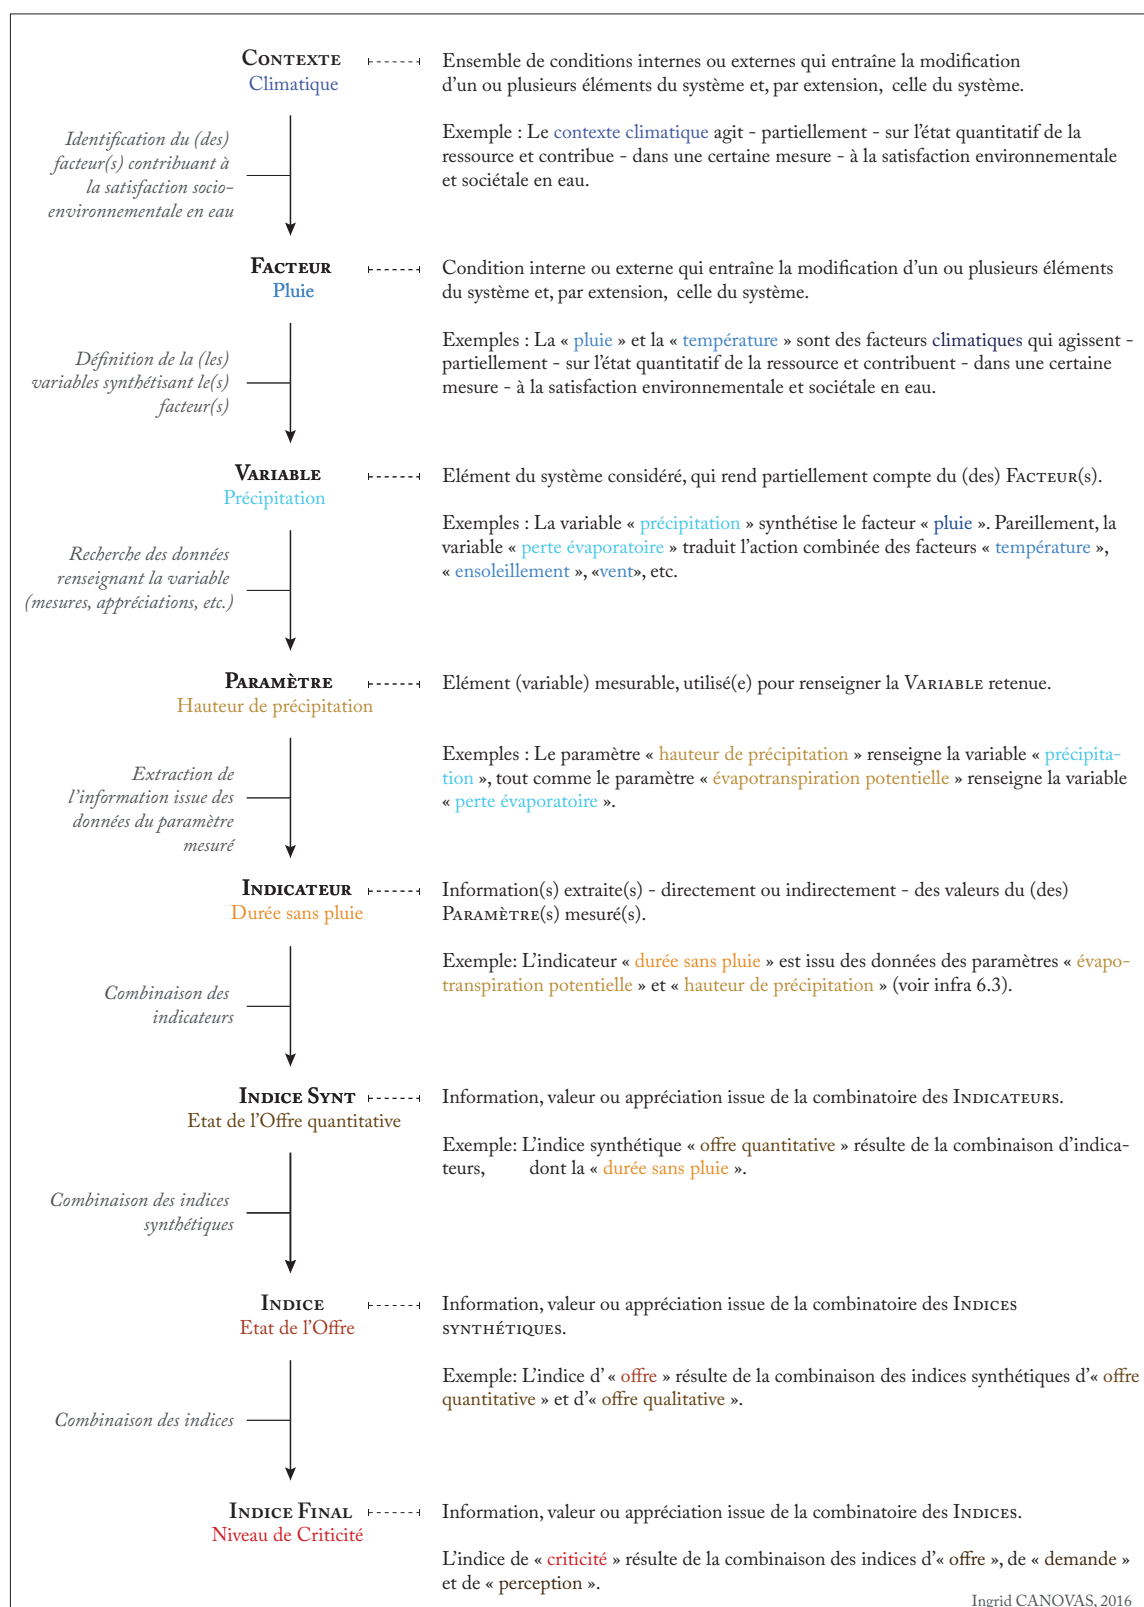 CONTEXTE
Climatique
Ensemble de conditions internes ou externes qui entraîne la modification
d'un ou plusieurs éléments du système et, par extension, celle du système.
Exemple : Le contexte climatique agit - partiellement - sur l'état quantitatif de la
ressource et contribue - dans une certaine mesure - à la satisfaction environnementale
et sociétale en eau.
Identification du (des)
facteur(s) contribuant à
la satisfaction socio-
environnementale en eau
FACTEUR
Pluie
Condition interne ou externe qui entraîne la modification d'un ou plusieurs éléments
du système et, par extension, celle du système.
Exemples : La « pluie » et la « température » sont des facteurs climatiques qui agissent -
partiellement - sur l'état quantitatif de la ressource et contribuent - dans une certaine
mesure - à la satisfaction environnementale et sociétale en eau.
Définition de la (les)
variables synthétisant le(s)
facteur(s)
VARIABLE
Précipitation
Elément du système considéré, qui rend partiellement compte du (des) FACTEUR(S).
Exemples : La variable « précipitation » synthétise le facteur « pluie ». Pareillement, la
variable « perte évaporatoire » traduit l'action combinée des facteurs « température »,
« ensoleillement », «vent», etc.
Recherche des données
renseignant la variable
(mesures, appréciations, etc.)
PARAMÈTRE
Hauteur de précipitation
Elément (variable) mesurable, utilisé(e) pour renseigner la VARIABLE retenue.
Exemples : Le paramètre « hauteur de précipitation » renseigne la variable « précipita-
tion », tout comme le paramètre « évapotranspiration potentielle » renseigne la variable
« perte évaporatoire ».
Extraction de
l'information issue des
données du paramètre
mesuré
INDICATEUR
Durée sans pluie
Information(s) extraite(s) - directement ou indirectement - des valeurs du (des)
PARAMÈTRE(s) mesuré(s).
Exemple: L'indicateur « durée sans pluie » est issu des données des paramètres « évapo-
transpiration potentielle » et « hauteur de précipitation » (voir infra 6.3).
Combinaison des
indicateurs
INDICE SYNT
Etat de l'Offre quantitative
Information, valeur ou appréciation issue de la combinatoire des INDICATEURS.
Exemple: L'indice synthétique « offre quantitative » résulte de la combinaison d'indica-
teurs, dont la « durée sans pluie ».
Combinaison des indices
synthétiques
INDICE
Etat de l'Offre
Information, valeur ou appréciation issue de la combinatoire des INDICES
SYNTHÉTIQUES.
Exemple: L'indice d' « offre » résulte de la combinaison des indices synthétiques d'« offre
quantitative » et d'« offre qualitative ».
Combinaison des indices
INDICE FINAL
Niveau de Criticité
Information, valeur ou appréciation issue de la combinatoire des INDICES.
L'indice de « criticité » résulte de la combinaison des indices d'« offre », de « demande »
et de « perception ».
Ingrid CANOVAS, 2016